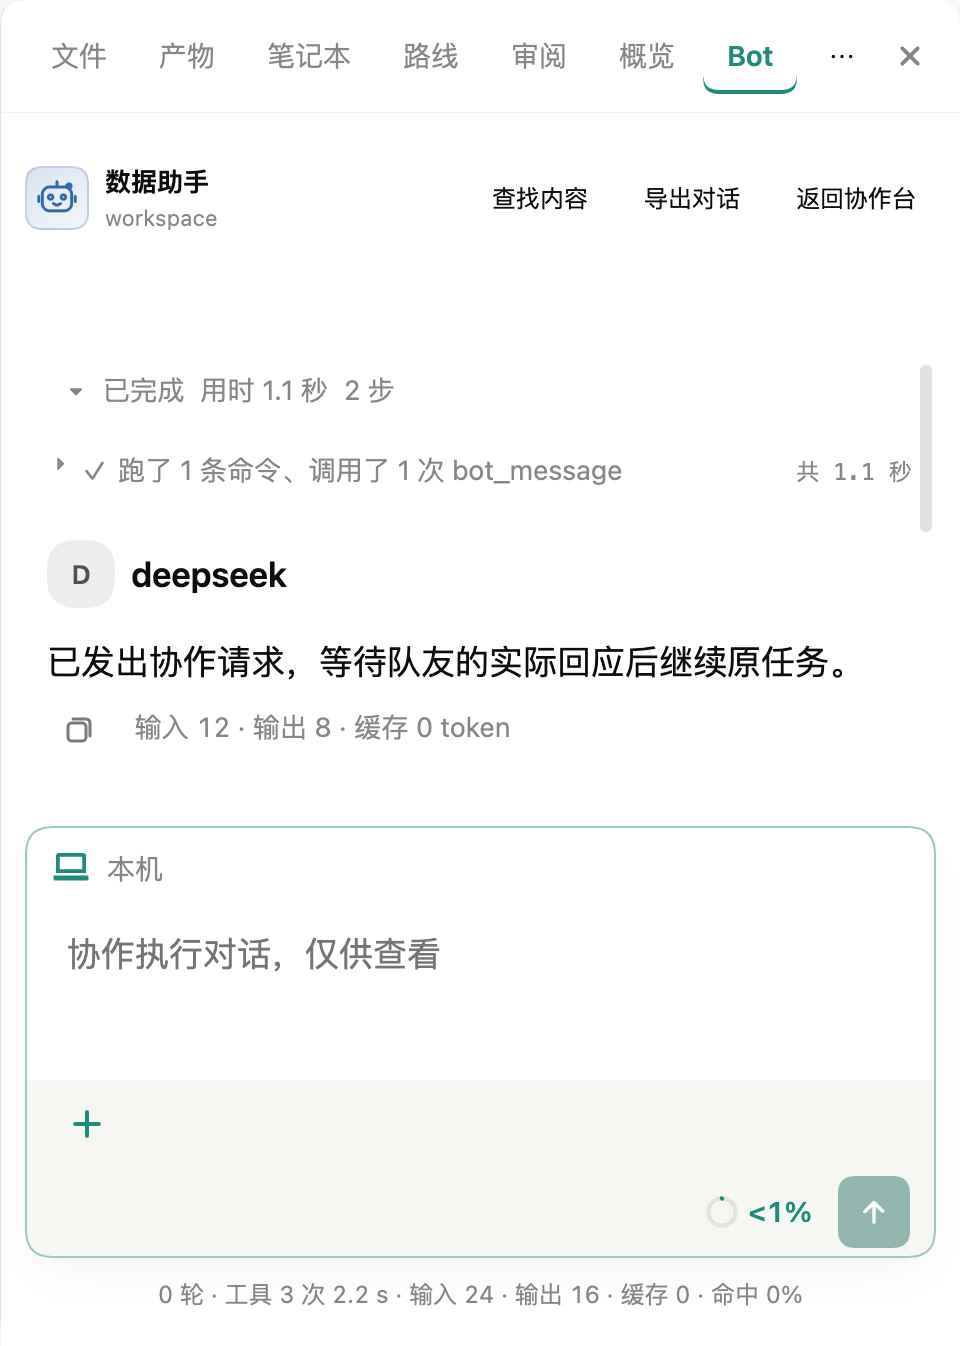 文件 产物 笔记本 路线 审阅 概览 Bot ···
数据助手
workspace
查找内容 导出对话 返回协作台
已完成 用时 1.1 秒 2 步
跑了 1 条命令、调用了 1 次 bot_message 共 1.1 秒
D deepseek
已发出协作请求，等待队友的实际回应后继续原任务。
输入 12 · 输出 8 · 缓存 0 token
本机
协作执行对话，仅供查看
<1%
0 轮 · 工具 3 次 2.2 s · 输入 24 · 输出 16 · 缓存 0 · 命中 0%